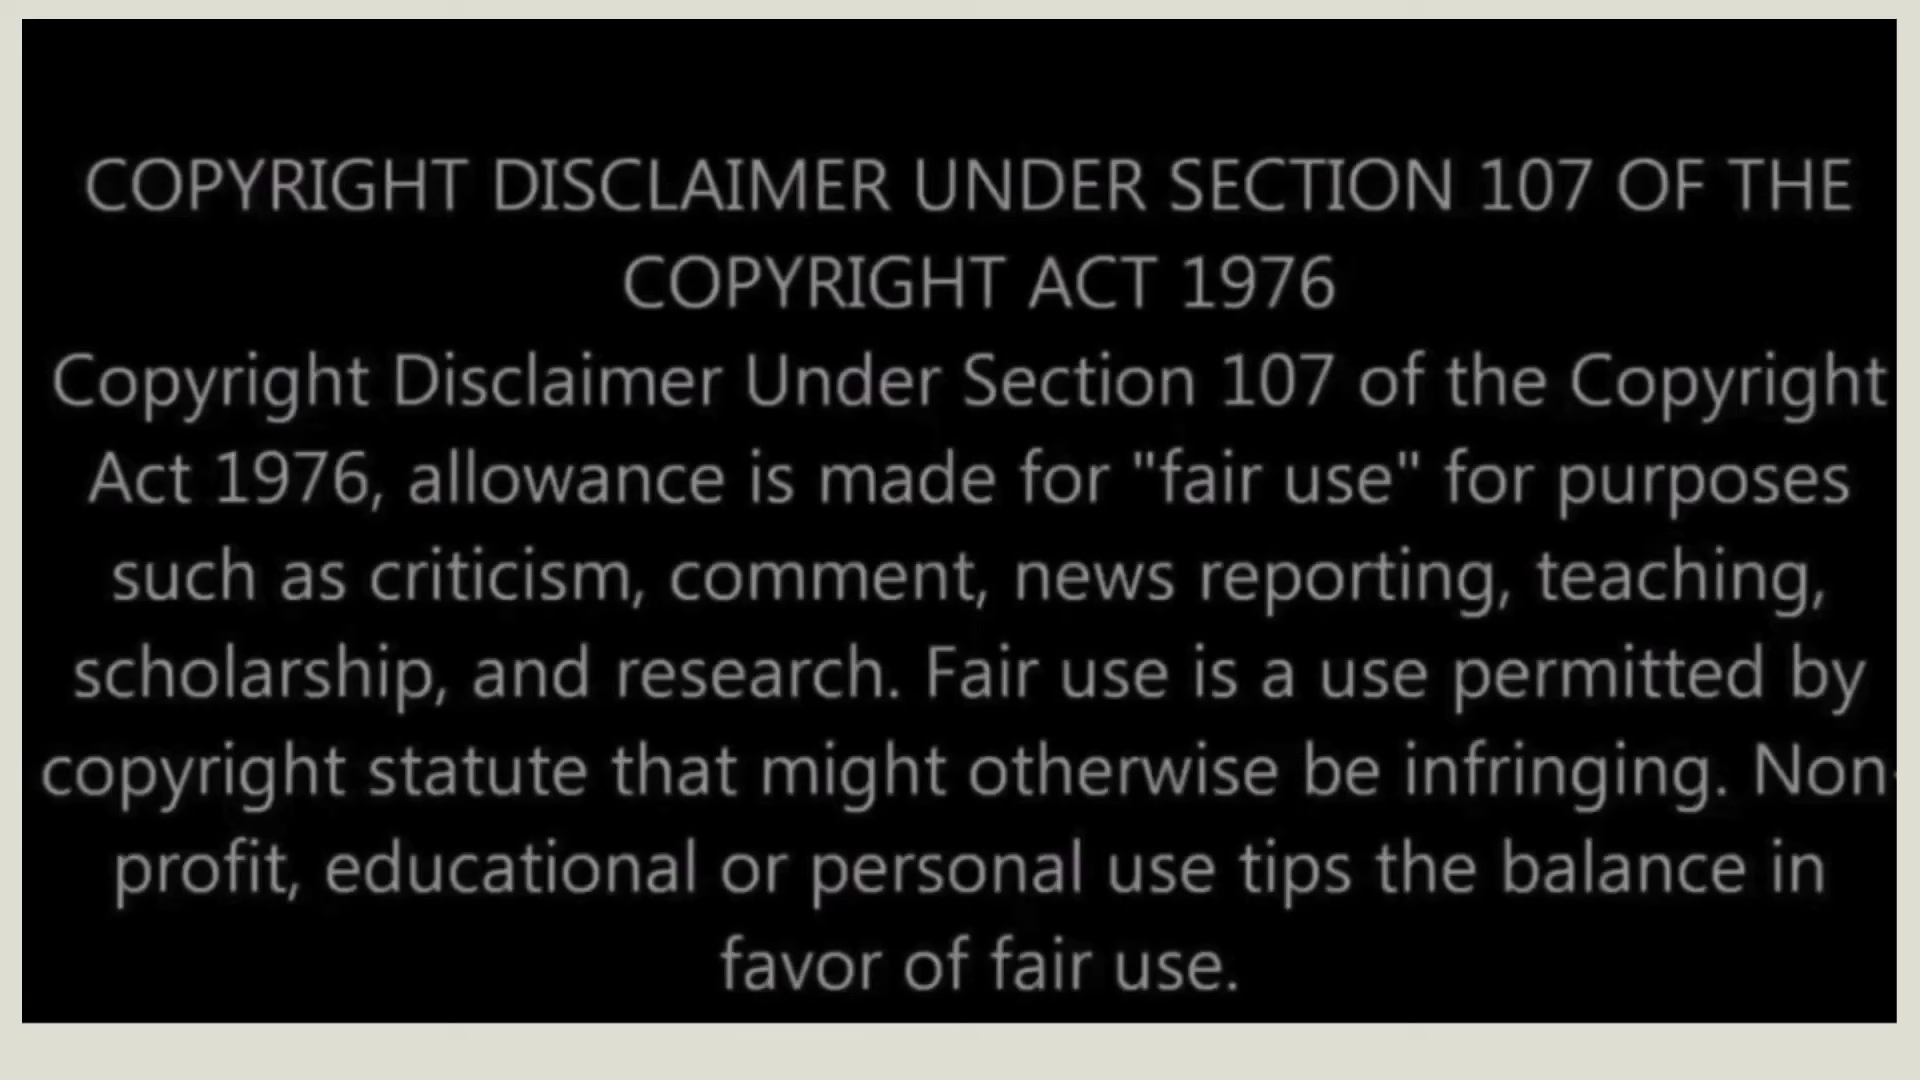 COPYRIGHT DISCLAIMER UNDER SECTION 107 OF THE
COPYRIGHT ACT 1976
Copyright Disclaimer Under Section 107 of the Copyright
Act 1976, allowance is made for "fair use" for purposes
such as criticism, comment, news reporting, teaching,
scholarship, and research. Fair use is a use permitted by
copyright statute that might otherwise be infringing. Non-
profit, educational or personal use tips the balance in
favor of fair use.